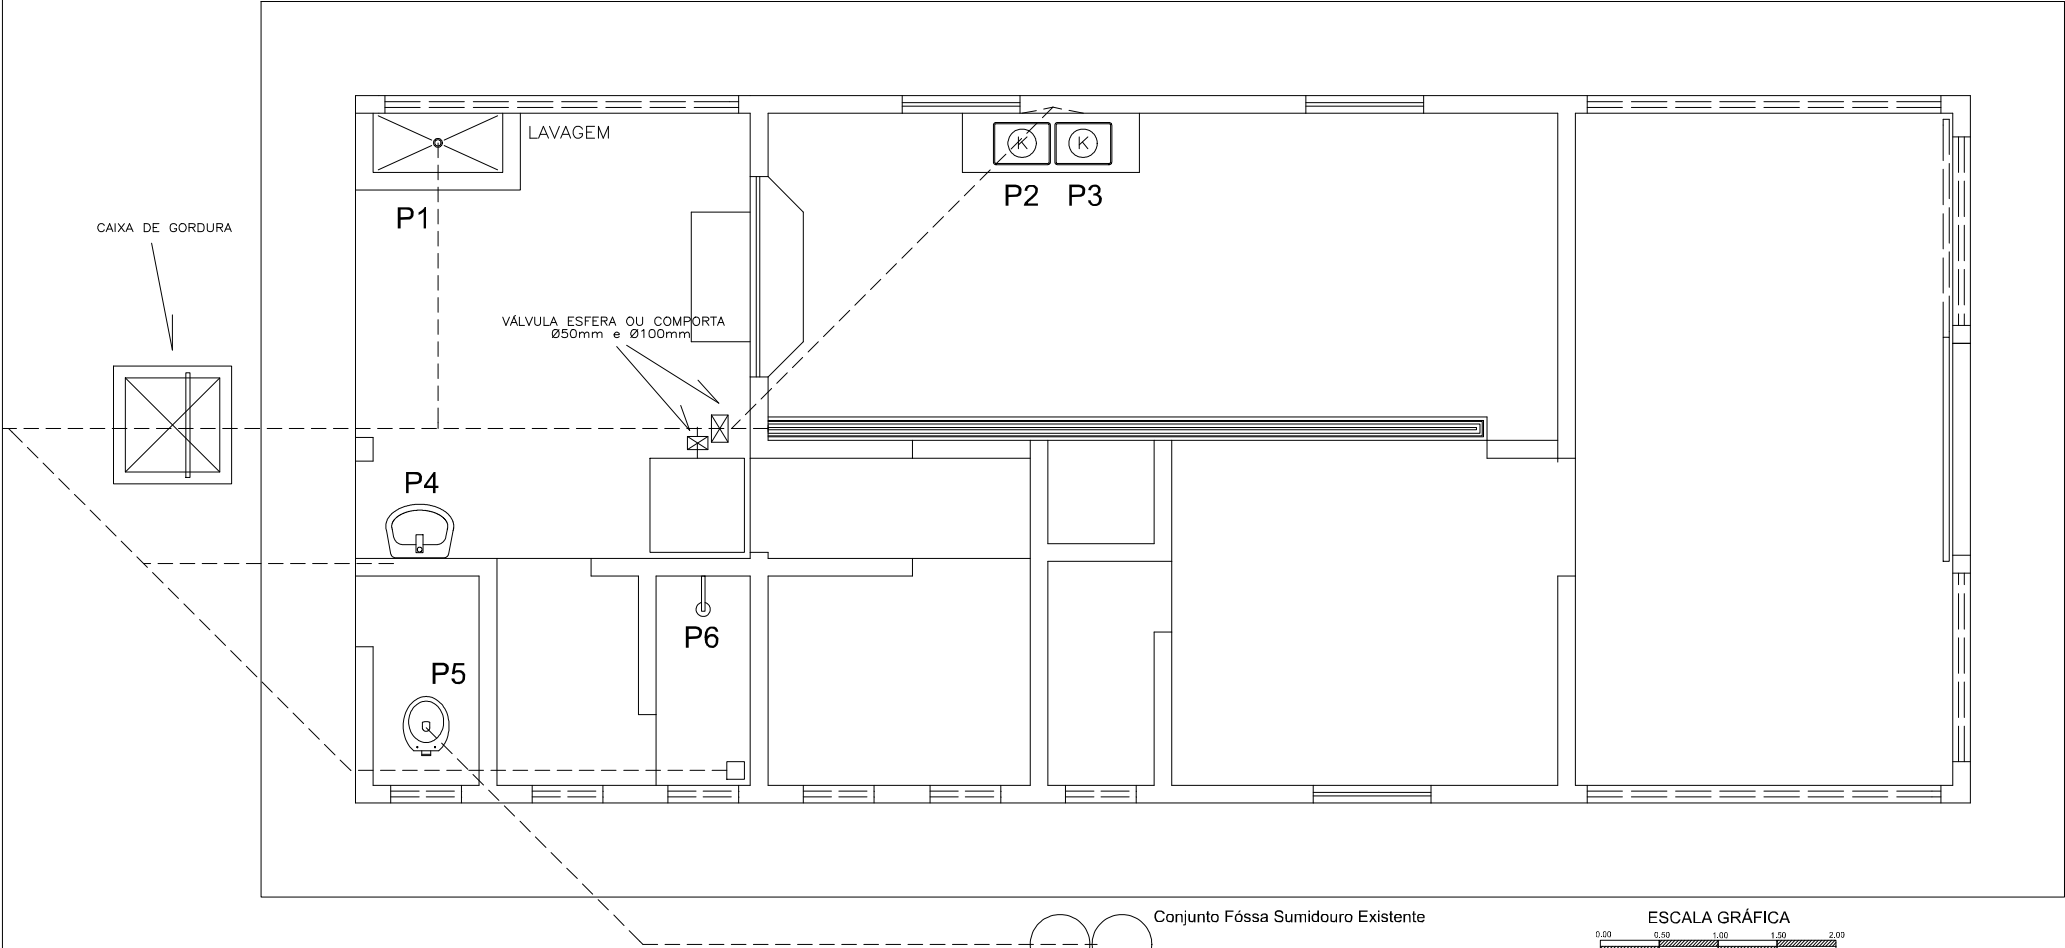 LAVAGEM
K K
P2 P3
P1
CAIXA DE GORDURA
VÁLVULA ESFERA OU COMPORTA
Ø50mm e Ø100mm
P4
P6
P5
Conjunto Fóssa Sumidouro Existente
ESCALA GRÁFICA
0.00 0.50 1.00 1.50 2.00